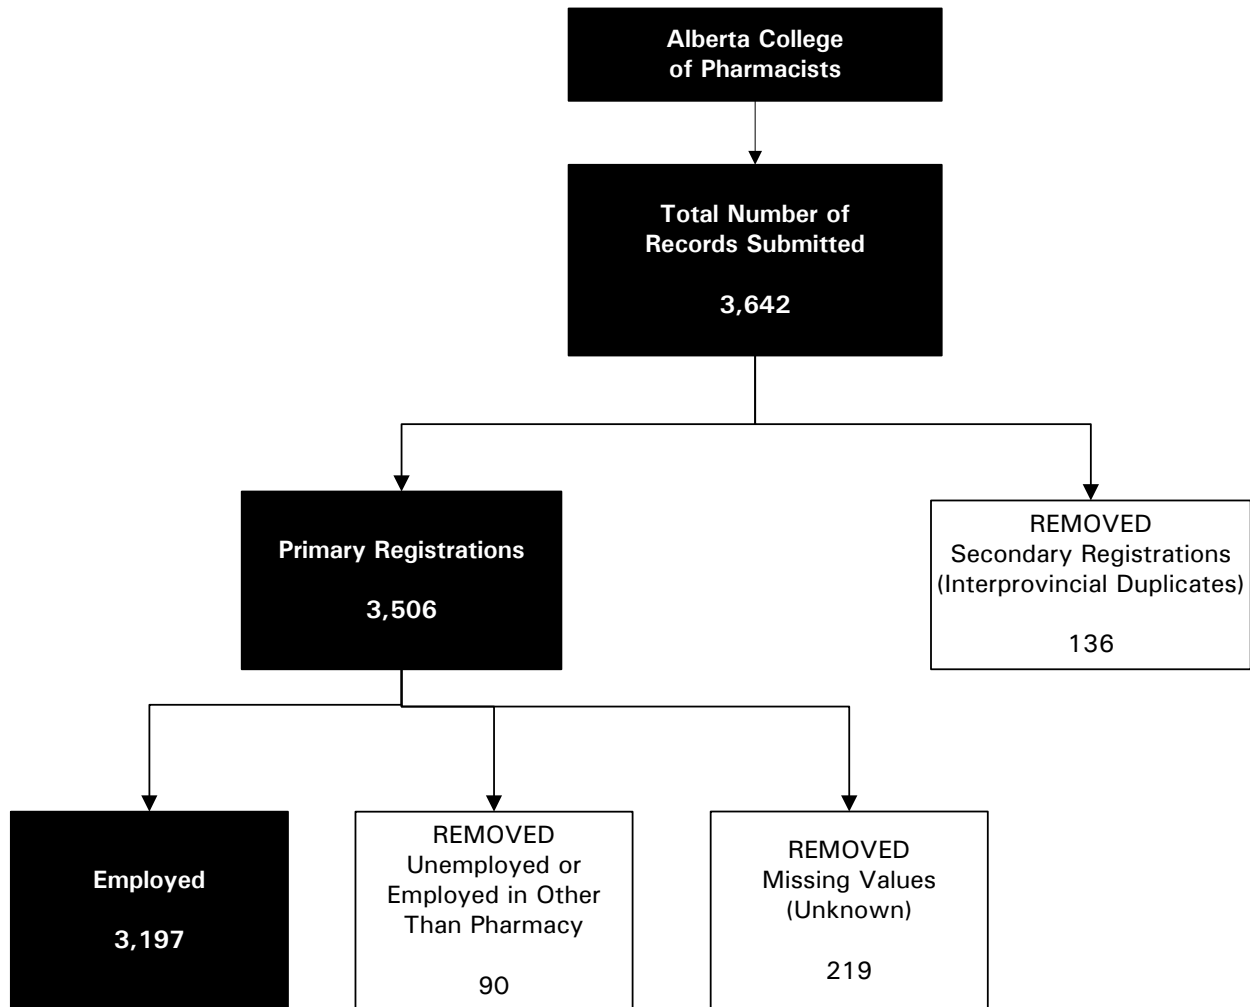 Alberta College
of Pharmacists
Total Number of
Records Submitted
3,642
Primary Registrations
3,506
REMOVED
Secondary Registrations
(Interprovincial Duplicates)
136
Employed
3,197
REMOVED
Unemployed or
Employed in Other
Than Pharmacy
90
REMOVED
Missing Values
(Unknown)
219